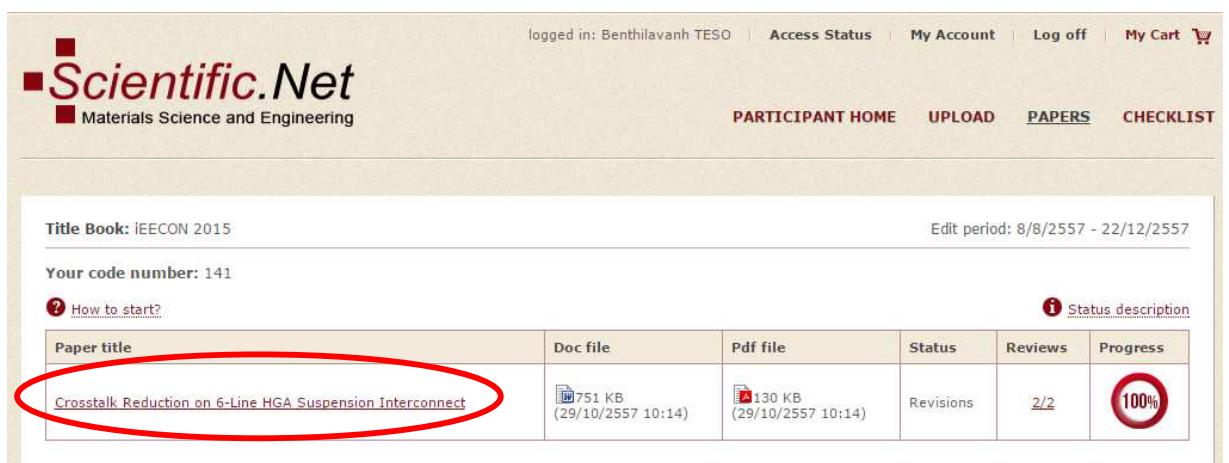 logged in: Benthilavanh TESO | Access Status | My Account | Log off | My Cart
Scientific.Net
Materials Science and Engineering
PARTICIPANT HOME UPLOAD PAPERS CHECKLIST
Title Book: iEECON 2015 Edit period: 8/8/2557 - 22/12/2557
Your code number: 141
? How to start? i Status description
Paper title Doc file Pdf file Status Reviews Progress
Crosstalk Reduction on 6-Line HGA Suspension Interconnect 751 KB (29/10/2557 10:14) 130 KB (29/10/2557 10:14) Revisions 2/2 100%